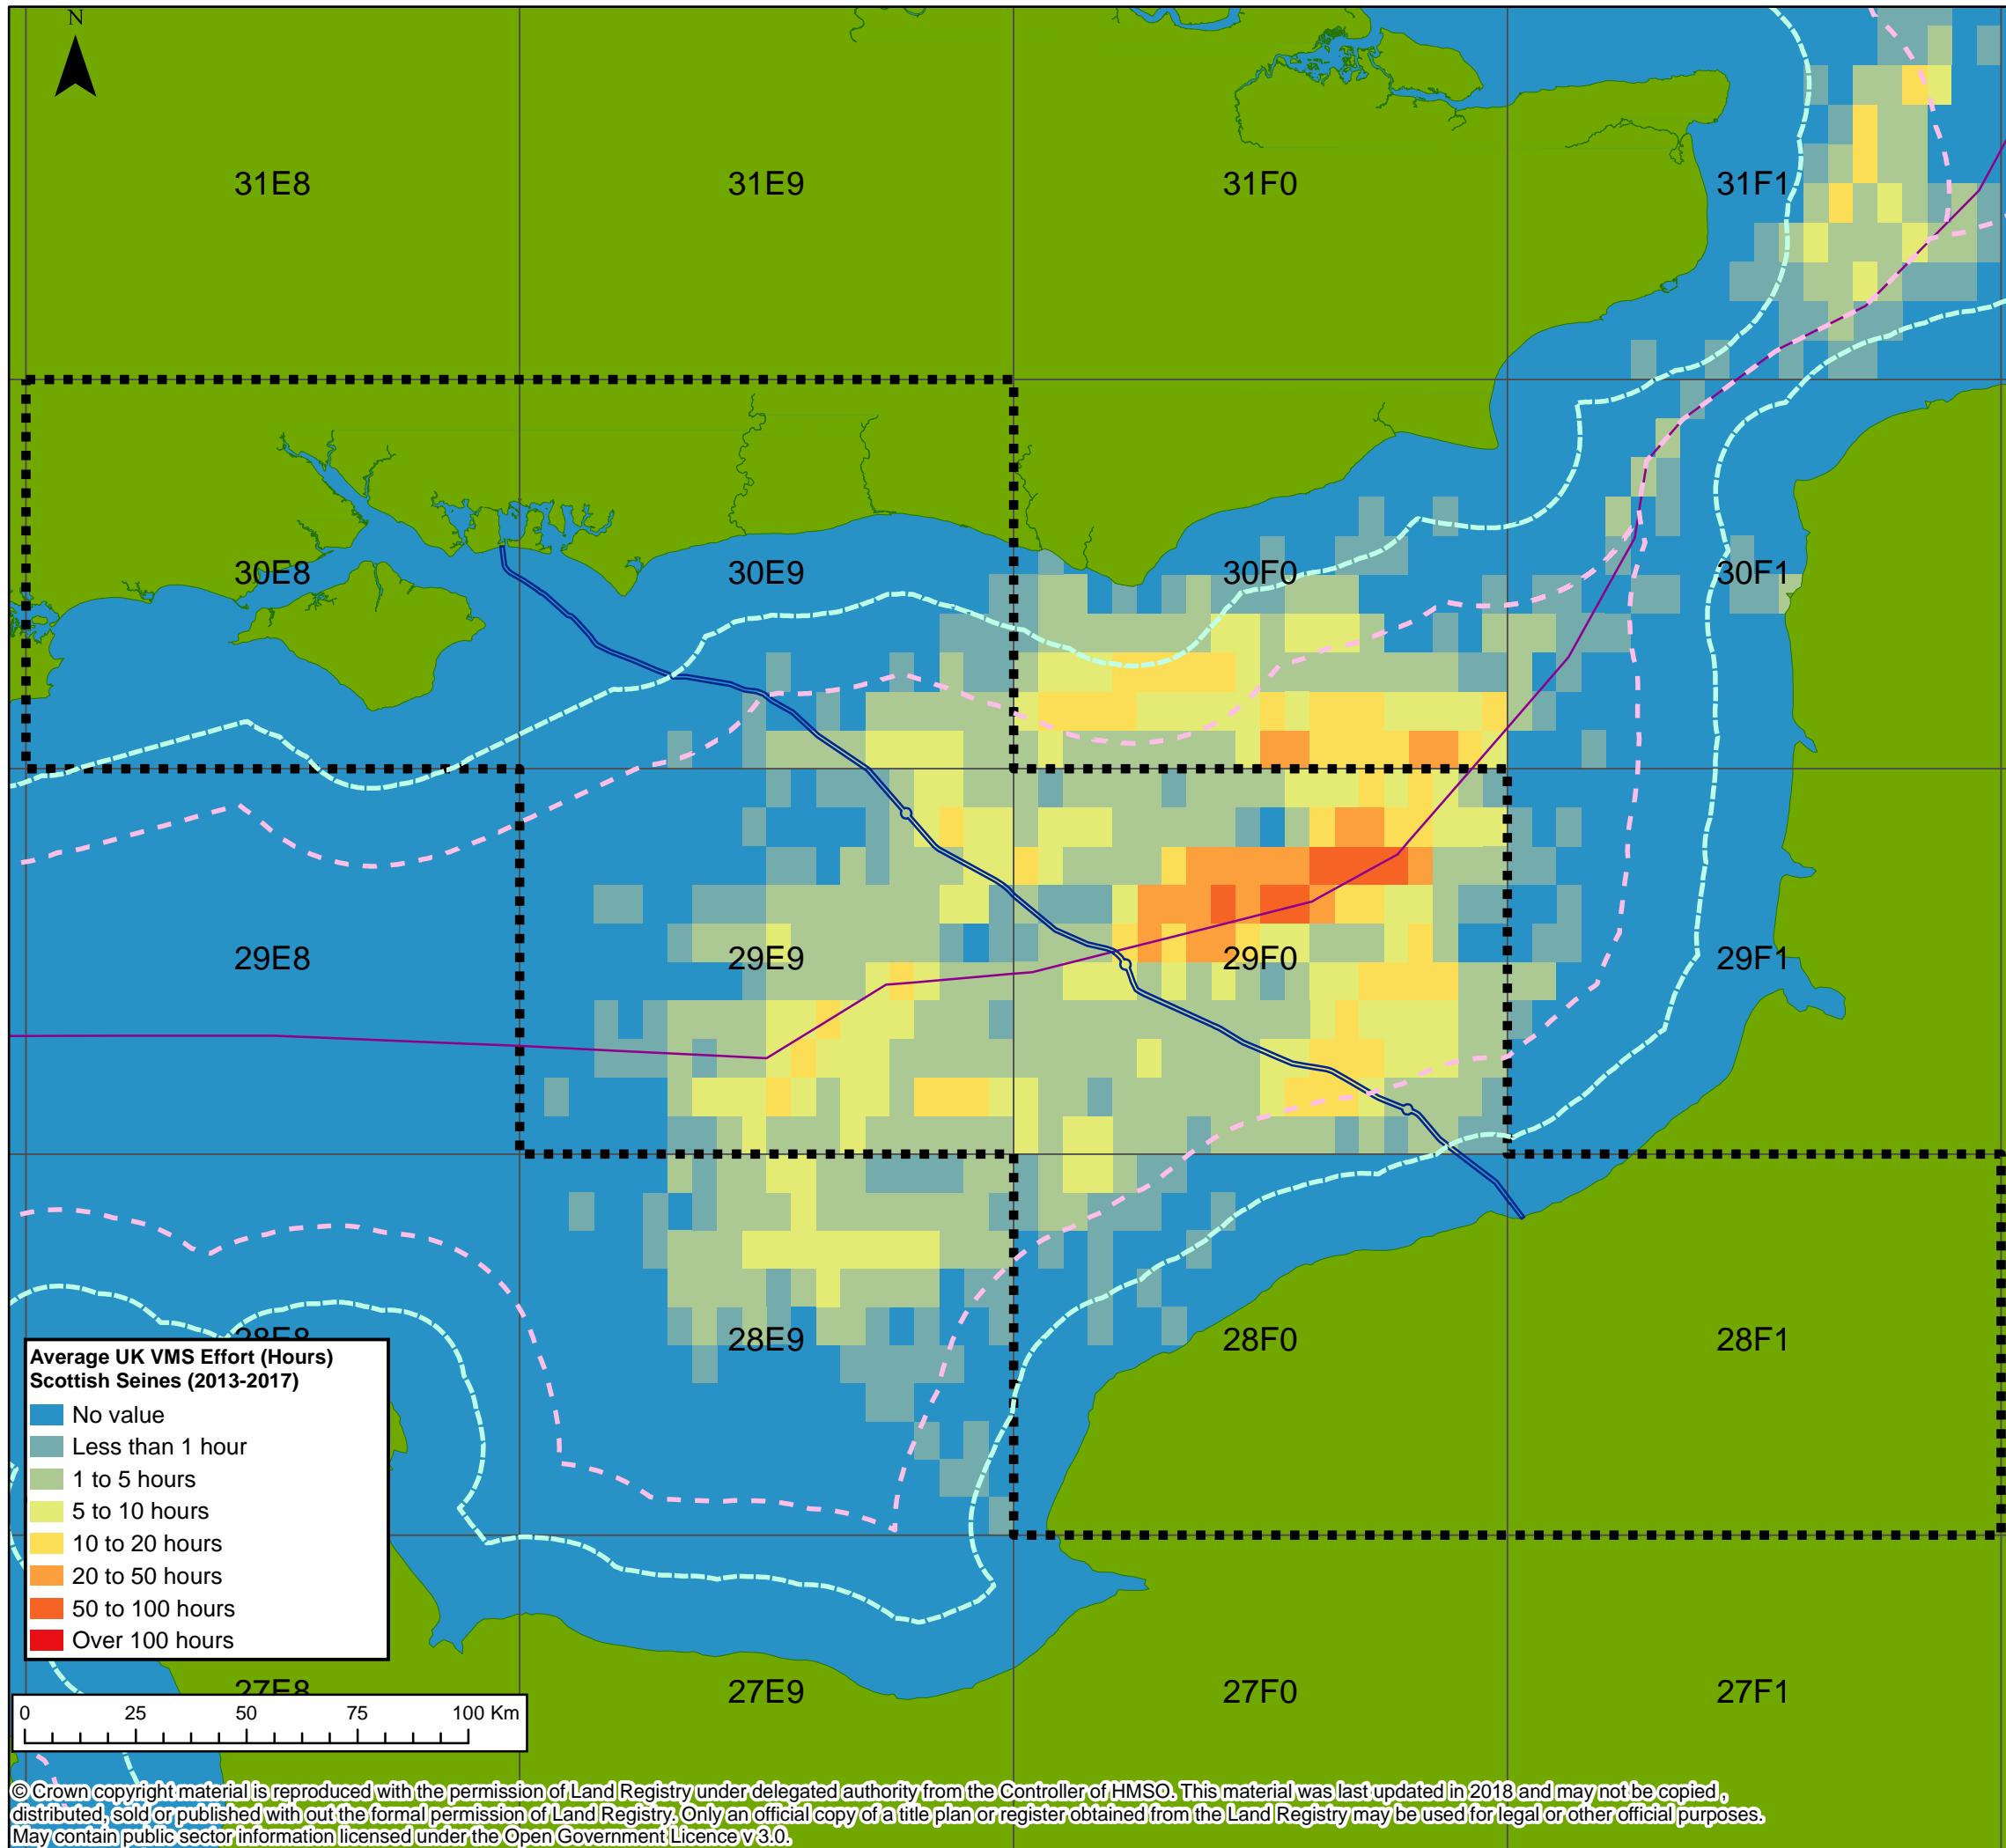 N
31E8
31E9
31F0
31F1
30E8
30E9
30F0
30F1
29E8
29E9
29F0
29F1
28E8
28E9
28F0
28F1
Average UK VMS Effort (Hours)
Scottish Seines (2013-2017)
No value
Less than 1 hour
1 to 5 hours
5 to 10 hours
10 to 20 hours
20 to 50 hours
50 to 100 hours
Over 100 hours
27E8
27E9
27F0
27F1
0 25 50 75 100 Km
© Crown copyright material is reproduced with the permission of Land Registry under delegated authority from the Controller of HMSO. This material was last updated in 2018 and may not be copied ,
distributed, sold or published with out the formal permission of Land Registry. Only an official copy of a title plan or register obtained from the Land Registry may be used for legal or other official purposes.
May contain public sector information licensed under the Open Government Licence v 3.0.